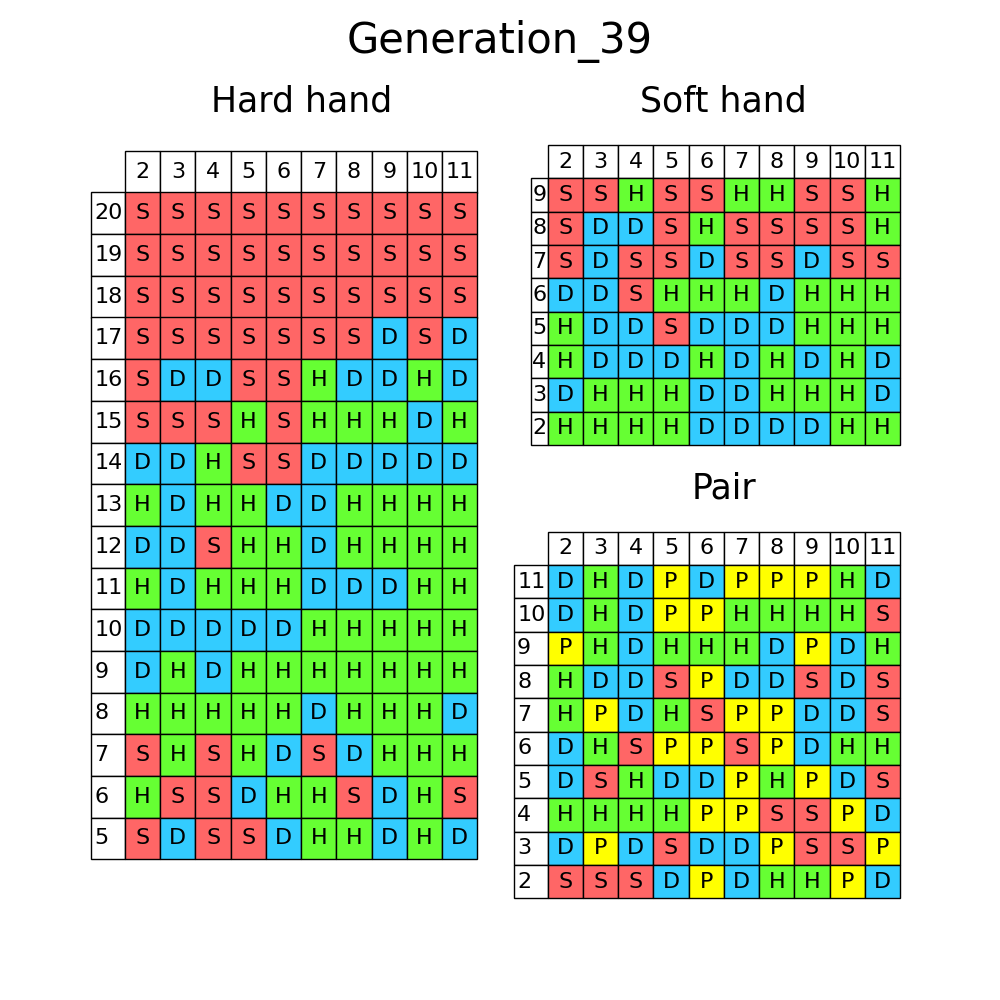 Generation_39
Hard hand
2 3 4 5 6 7 8 9 10 11
20 S S S S S S S S S S
19 S S S S S S S S S S
18 S S S S S S S S S S
17 S S S S S S S D S D
16 S D D S S H D D H D
15 S S S H S H H H D H
14 D D H S S D D D D D
13 H D H H D D H H H H
12 D D S H H D H H H H
11 H D H H H D D D H H
10 D D D D D H H H H H
9 D H D H H H H H H H
8 H H H H H D H H H D
7 S H S H D S D H H H
6 H S S D H H S D H S
5 S D S S D H H D H D
Soft hand
2 3 4 5 6 7 8 9 10 11
9 S S H S S H H S S H
8 S D D S H S S S S H
7 S D S S D S S D S S
6 D D S H H H D H H H
5 H D D S D D D H H H
4 H D D D H D H D H D
3 D H H H D D H H H D
2 H H H H D D D D H H
Pair
2 3 4 5 6 7 8 9 10 11
11 D H D P D P P P H D
10 D H D P P H H H H S
9 P H D H H H D P D H
8 H D D S P D D S D S
7 H P D H S P P D D S
6 D H S P P S P D H H
5 D S H D D P H P D S
4 H H H H P P S S P D
3 D P D S D D P S S P
2 S S S D P D H H P D